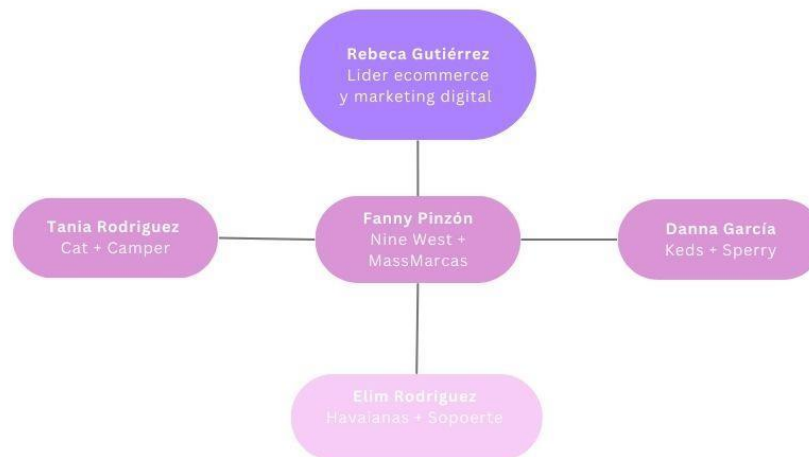 Rebeca Gutiérrez
Lider ecommerce
y marketing digital
Tania Rodriguez
Cat + Camper
Fanny Pinzón
Nine West +
MassMarcas
Danna García
Keds + Sperry
Elim Rodriguez
Havaianas + Sopoerte